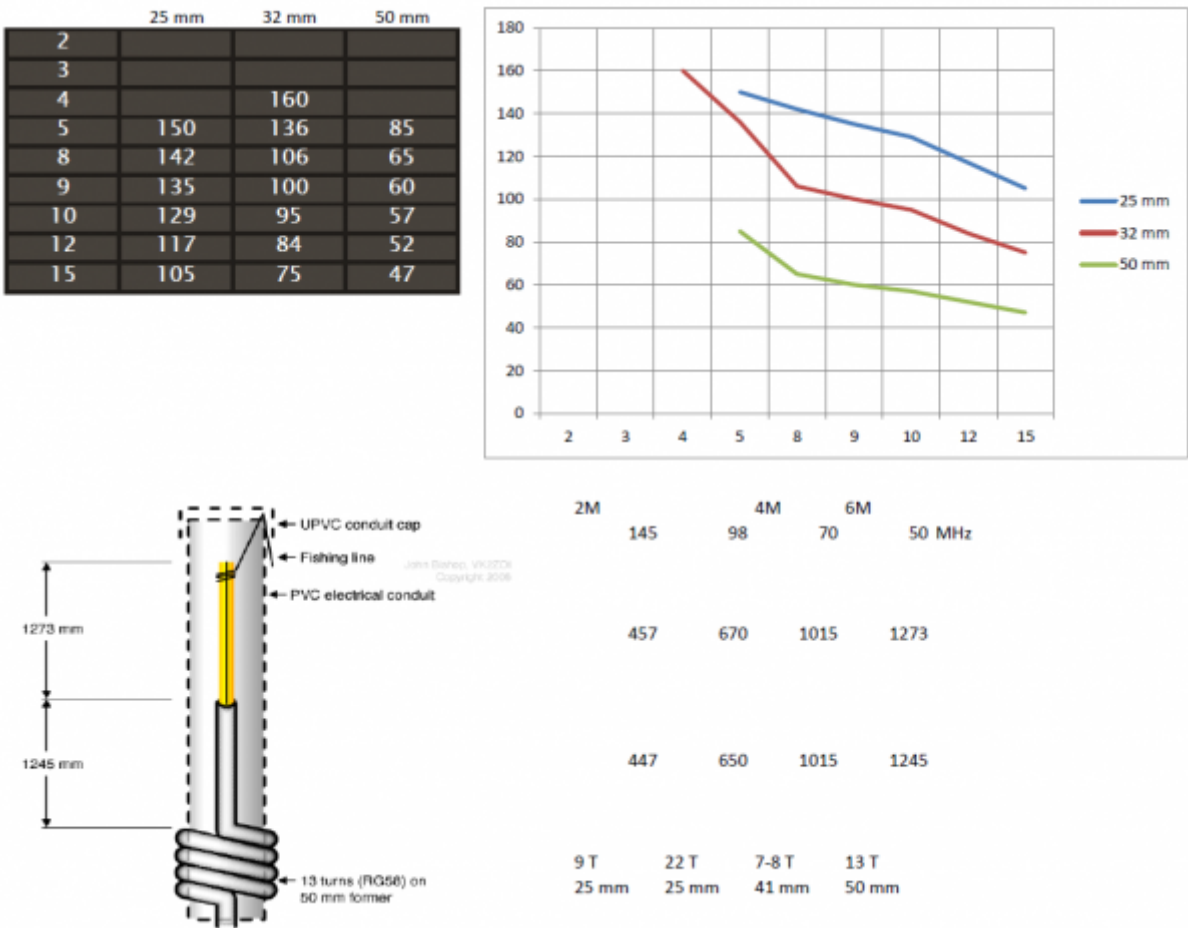 25 mm 32 mm 50 mm
2
3
4 160
5 150 136 85
8 142 106 65
9 135 100 60
10 129 95 57
12 117 84 52
15 105 75 47
180
160
140
120
100
80
60
40
20
0
2 3 4 5 8 9 10 12 15
25 mm
32 mm
50 mm
UPVC conduit cap
Fishing line
John Bishop, VK2ZOI
Copyright 2009
PVC electrical conduit
1273 mm
1245 mm
13 turns (RG58) on
50 mm former
2M 4M 6M
145 98 70 50 MHz
457 670 1015 1273
447 650 1015 1245
9 T 22 T 7-8 T 13 T
25 mm 25 mm 41 mm 50 mm